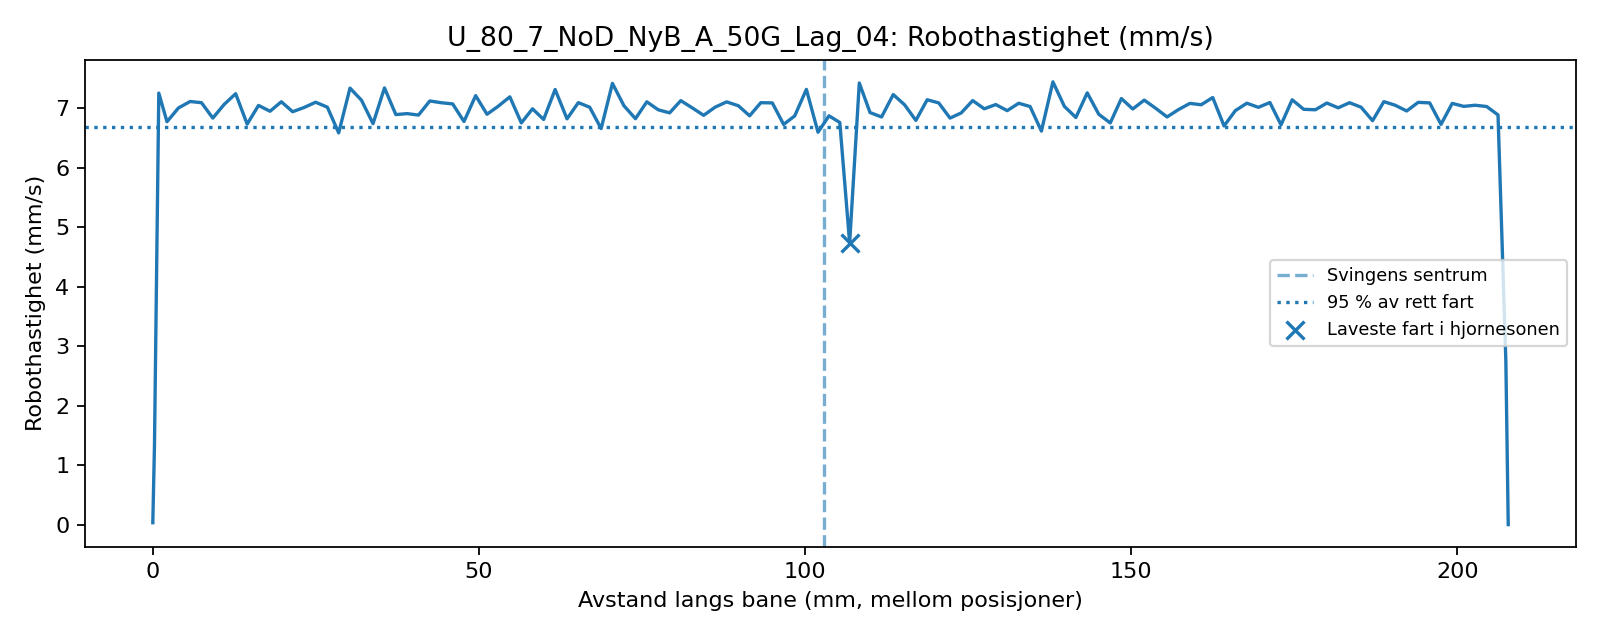 U_80_7_NoD_NyB_A_50G_Lag_04: Robothastighet (mm/s)
Robothastighet (mm/s)
7
6
5
4
3
2
1
0
Svingens sentrum
95 % av rett fart
Laveste fart i hjornesonen
0 50 100 150 200
Avstand langs bane (mm, mellom posisjoner)